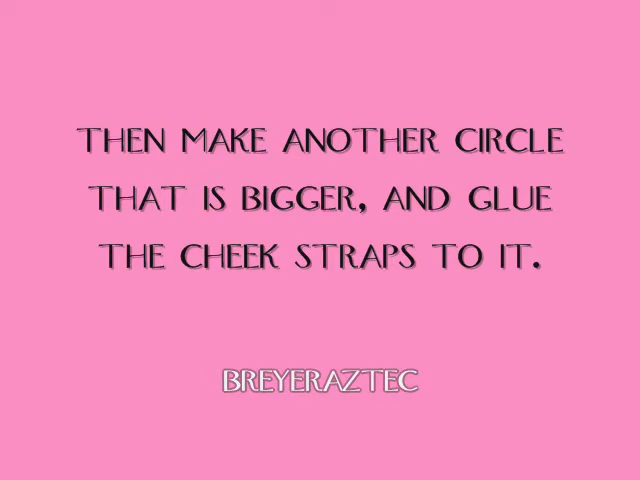 THEN MAKE ANOTHER CIRCLE
THAT IS BIGGER, AND GLUE
THE CHEEK STRAPS TO IT.
BREYERAZTEC